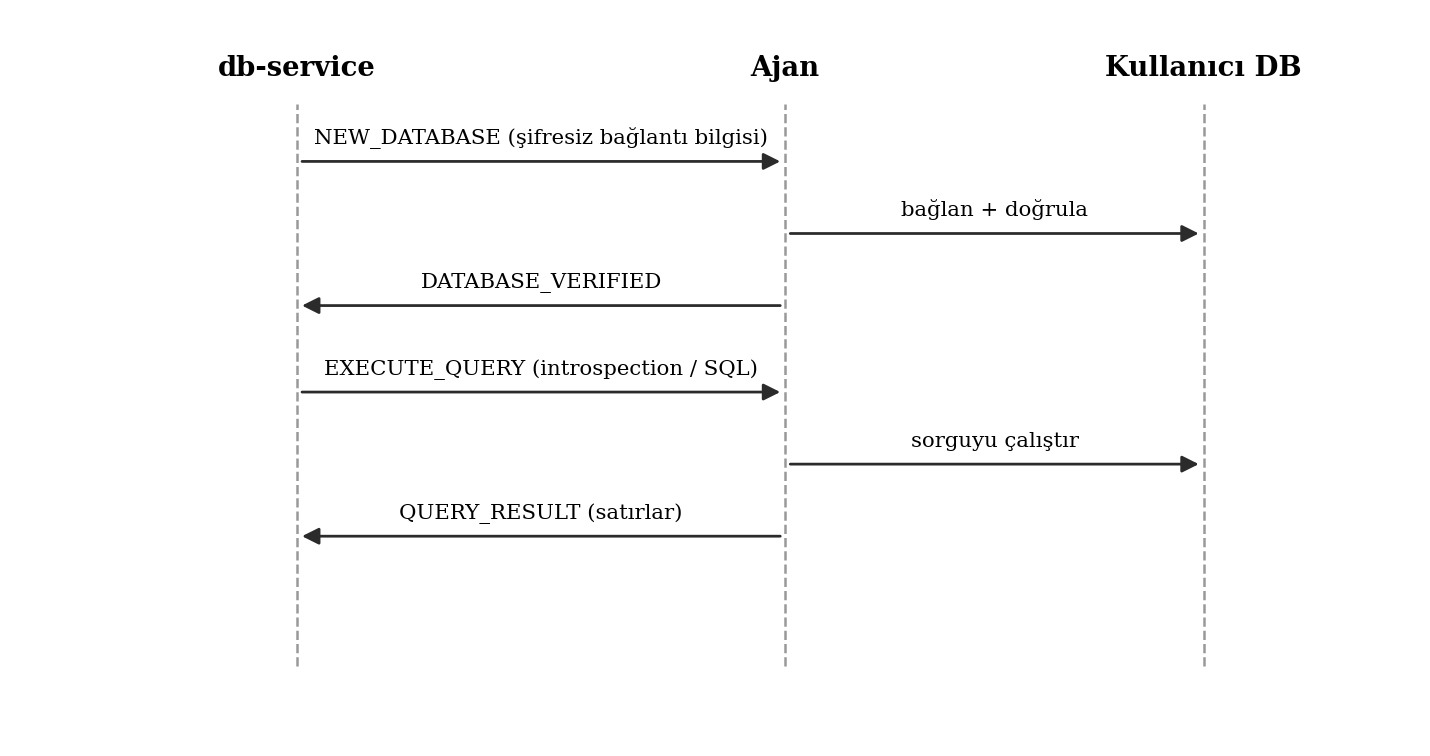 db-service
Ajan
Kullanıcı DB
NEW_DATABASE (şifresiz bağlantı bilgisi)
bağlan + doğrula
DATABASE_VERIFIED
EXECUTE_QUERY (introspection / SQL)
sorguyu çalıştır
QUERY_RESULT (satırlar)